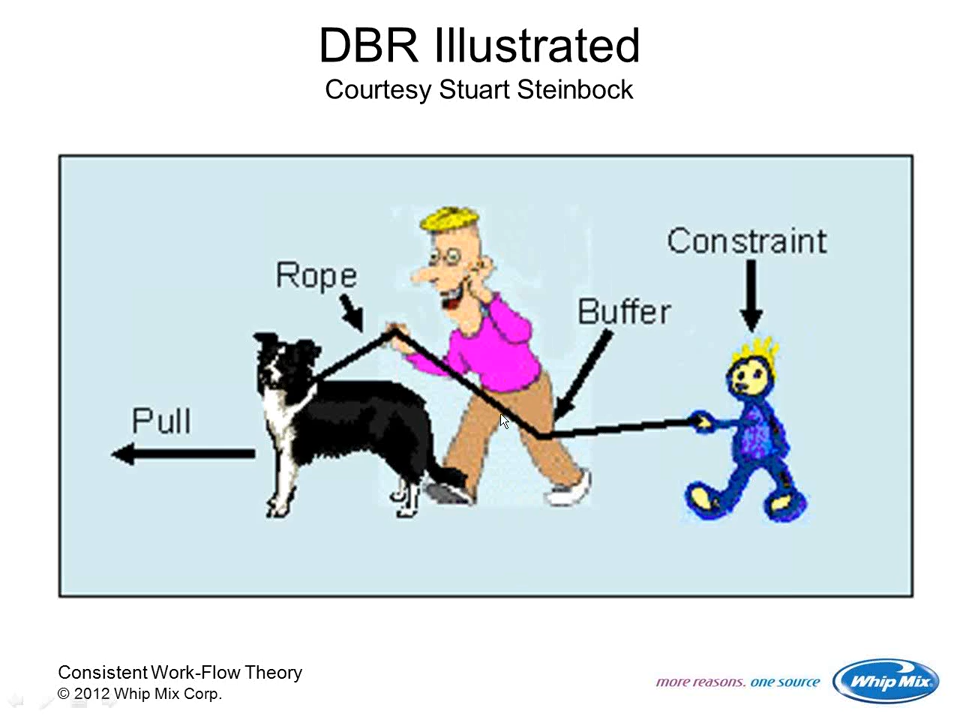 DBR Illustrated
Courtesy Stuart Steinbock
Constraint
Rope
Buffer
Pull
Consistent Work-Flow Theory
© 2012 Whip Mix Corp.
more reasons. one source
Whip Mix